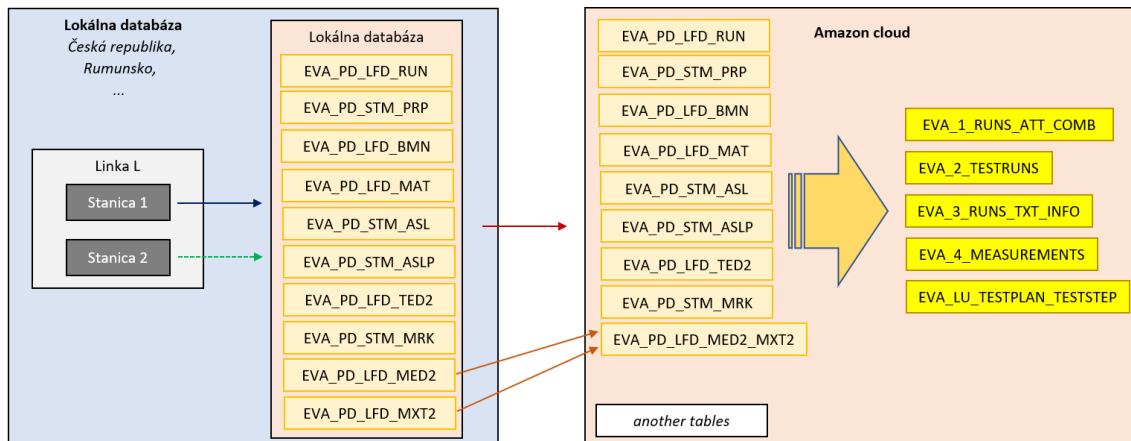 Lokálna databáza
Česká republika,
Rumunsko,
...
Linka L
Stanica 1
Stanica 2
Lokálna databáza
EVA_PD_LFD_RUN
EVA_PD_STM_PRP
EVA_PD_LFD_BMN
EVA_PD_LFD_MAT
EVA_PD_STM_ASL
EVA_PD_STM_ASLP
EVA_PD_LFD_TED2
EVA_PD_STM_MRK
EVA_PD_LFD_MED2
EVA_PD_LFD_MXT2
Amazon cloud
EVA_PD_LFD_RUN
EVA_PD_STM_PRP
EVA_PD_LFD_BMN
EVA_PD_LFD_MAT
EVA_PD_STM_ASL
EVA_PD_STM_ASLP
EVA_PD_LFD_TED2
EVA_PD_STM_MRK
EVA_PD_LFD_MED2_MXT2
another tables
EVA_1_RUNS_ATT_COMB
EVA_2_TESTRUNS
EVA_3_RUNS_TXT_INFO
EVA_4_MEASUREMENTS
EVA_LU_TESTPLAN_TESTSTEP